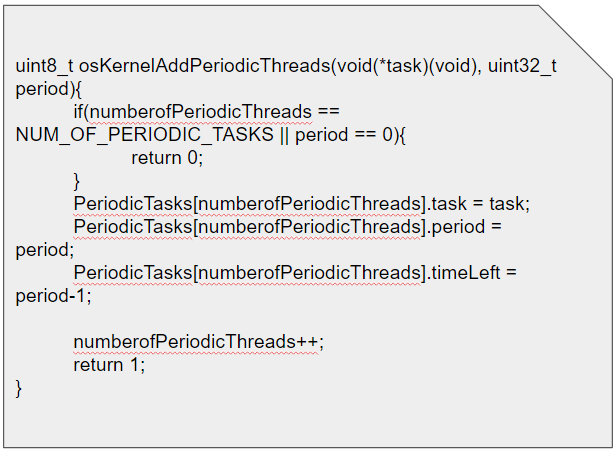 uint8_t osKernelAddPeriodicThreads(void(*task)(void), uint32_t
period){
if(numberofPeriodicThreads ==
NUM_OF_PERIODIC_TASKS || period == 0){
return 0;
}
PeriodicTasks[numberofPeriodicThreads].task = task;
PeriodicTasks[numberofPeriodicThreads].period =
period;
PeriodicTasks[numberofPeriodicThreads].timeLeft =
period-1;
numberofPeriodicThreads++;
return 1;
}